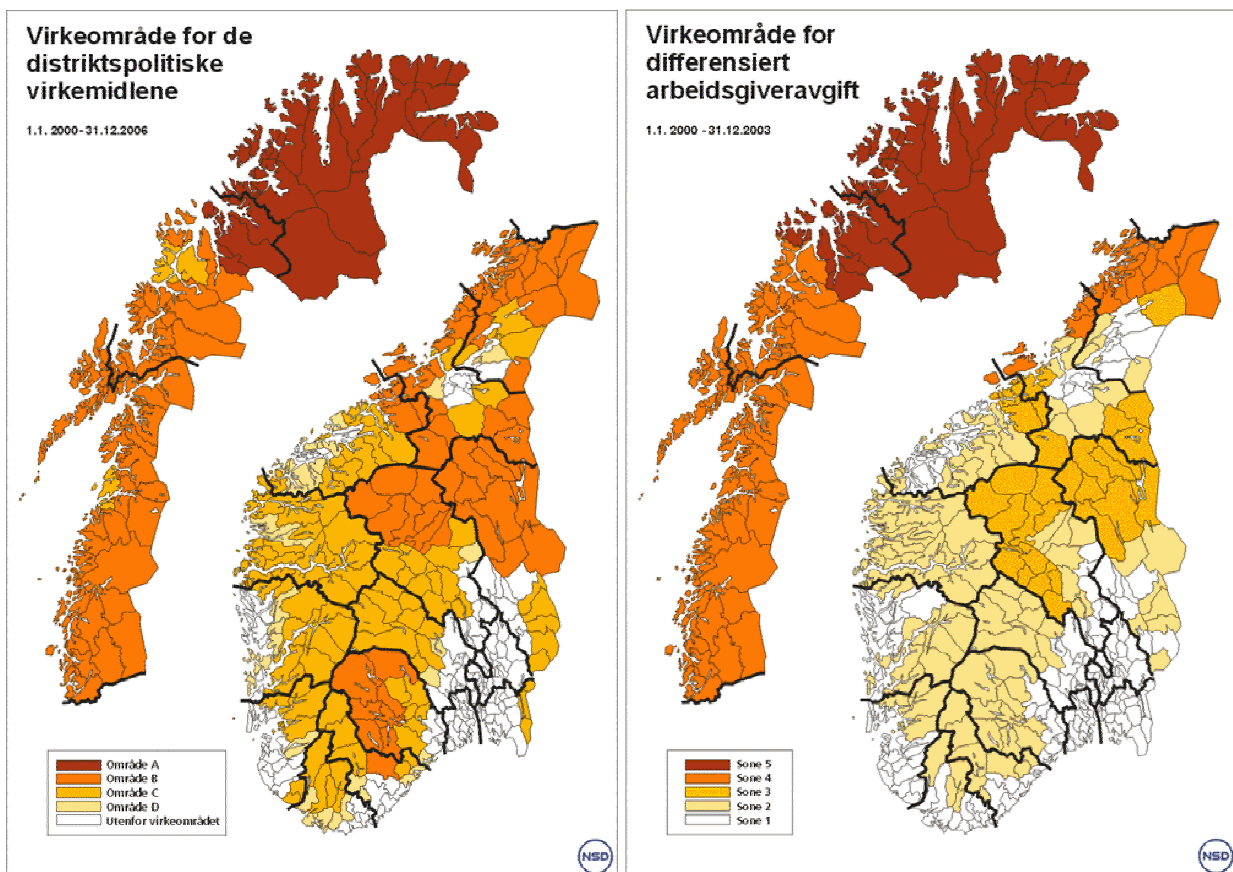 Virkeområde for de
distriktspolitiske
virkemidlene
1.1. 2000-31.12.2006
Område A
Område B
Område C
Område D
Utenfor virkeområdet
NSD
Virkeområde for
differensiert
arbeidsgiveravgift
1.1. 2000 - 31.12.2003
Sone 5
Sone 4
Sone 3
Sone 2
Sone 1
NSD